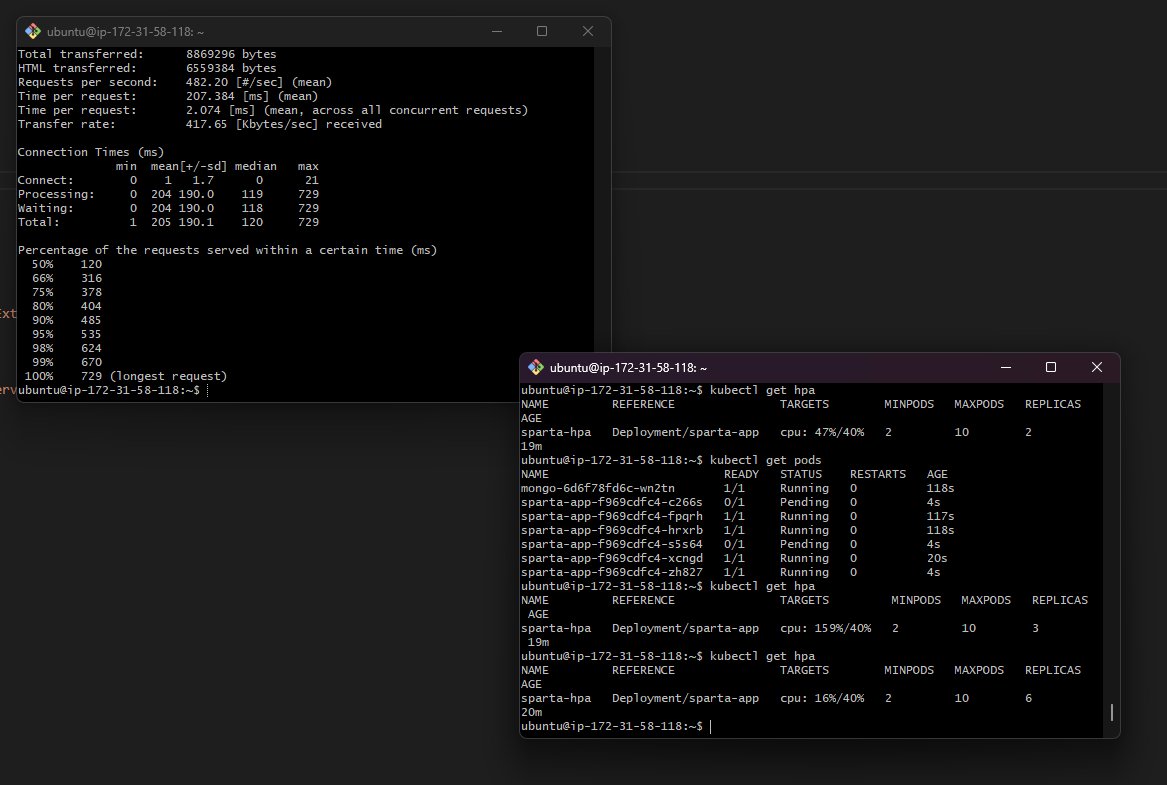 ubuntu@ip-172-31-58-118: ~
Total transferred:      8869296 bytes
HTML transferred:       6559384 bytes
Requests per second:    482.20 [#/sec] (mean)
Time per request:       207.384 [ms] (mean)
Time per request:       2.074 [ms] (mean, across all concurrent requests)
Transfer rate:          417.65 [Kbytes/sec] received
Connection Times (ms)
              min  mean[+/-sd] median   max
Connect:        0    1   1.7      0      21
Processing:     0  204 190.0    119     729
Waiting:        0  204 190.0    118     729
Total:          1  205 190.1    120     729
Percentage of the requests served within a certain time (ms)
  50%    120
  66%    316
  75%    378
  80%    404
  90%    485
  95%    535
  98%    624
  99%    670
 100%    729 (longest request)
ubuntu@ip-172-31-58-118:~$
Ext
erv
ubuntu@ip-172-31-58-118: ~
ubuntu@ip-172-31-58-118:~$ kubectl get hpa
NAME         REFERENCE               TARGETS        MINPODS   MAXPODS   REPLICAS
AGE
sparta-hpa   Deployment/sparta-app   cpu: 47%/40%   2         10        2
19m
ubuntu@ip-172-31-58-118:~$ kubectl get pods
NAME                         READY   STATUS    RESTARTS   AGE
mongo-6d6f78fd6c-wn2tn       1/1     Running   0          118s
sparta-app-f969cdfc4-c266s   0/1     Pending   0          4s
sparta-app-f969cdfc4-fpqrh   1/1     Running   0          117s
sparta-app-f969cdfc4-hrxrb   1/1     Running   0          118s
sparta-app-f969cdfc4-s5s64   0/1     Pending   0          4s
sparta-app-f969cdfc4-xcngd   1/1     Running   0          20s
sparta-app-f969cdfc4-zh827   1/1     Running   0          4s
ubuntu@ip-172-31-58-118:~$ kubectl get hpa
NAME         REFERENCE               TARGETS         MINPODS   MAXPODS   REPLICAS
 AGE
sparta-hpa   Deployment/sparta-app   cpu: 159%/40%   2         10        3
 19m
ubuntu@ip-172-31-58-118:~$ kubectl get hpa
NAME         REFERENCE               TARGETS        MINPODS   MAXPODS   REPLICAS
AGE
sparta-hpa   Deployment/sparta-app   cpu: 16%/40%   2         10        6
20m
ubuntu@ip-172-31-58-118:~$